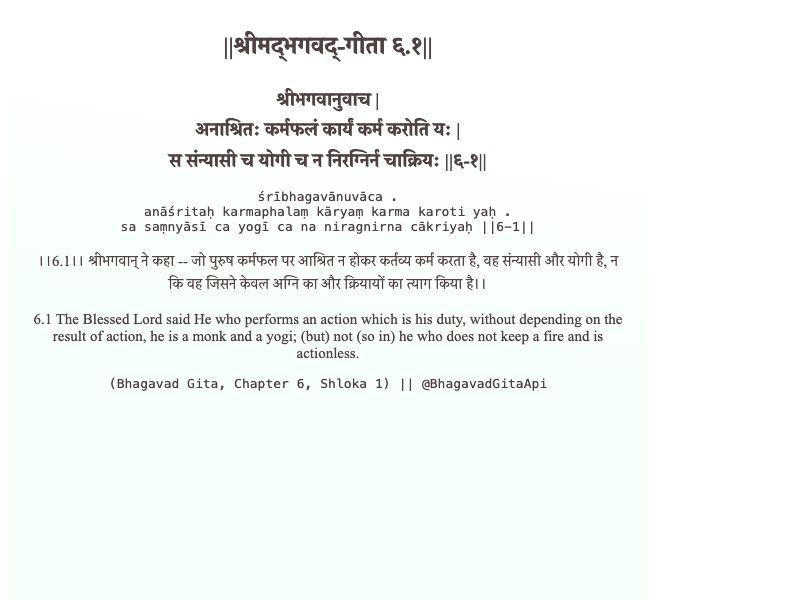 ||श्रीमद्‍भगवद्‍-गीता ६.१||
श्रीभगवानुवाच |
अनाश्रितः कर्मफलं कार्यं कर्म करोति यः |
स संन्यासी च योगी च न निरग्निर्न चाक्रियः ||६-१||
śrībhagavānuvāca .
anāśritaḥ karmaphalaṃ kāryaṃ karma karoti yaḥ .
sa saṃnyāsī ca yogī ca na niragnirna cākriyaḥ ||6-1||
।।6.1।। श्रीभगवान् ने कहा -- जो पुरुष कर्मफल पर आश्रित न होकर कर्तव्य कर्म करता है, वह संन्यासी और योगी है, न
कि वह जिसने केवल अग्नि का और क्रियायों का त्याग किया है।।
6.1 The Blessed Lord said He who performs an action which is his duty, without depending on the
result of action, he is a monk and a yogi; (but) not (so in) he who does not keep a fire and is
actionless.
(Bhagavad Gita, Chapter 6, Shloka 1) || @BhagavadGitaApi